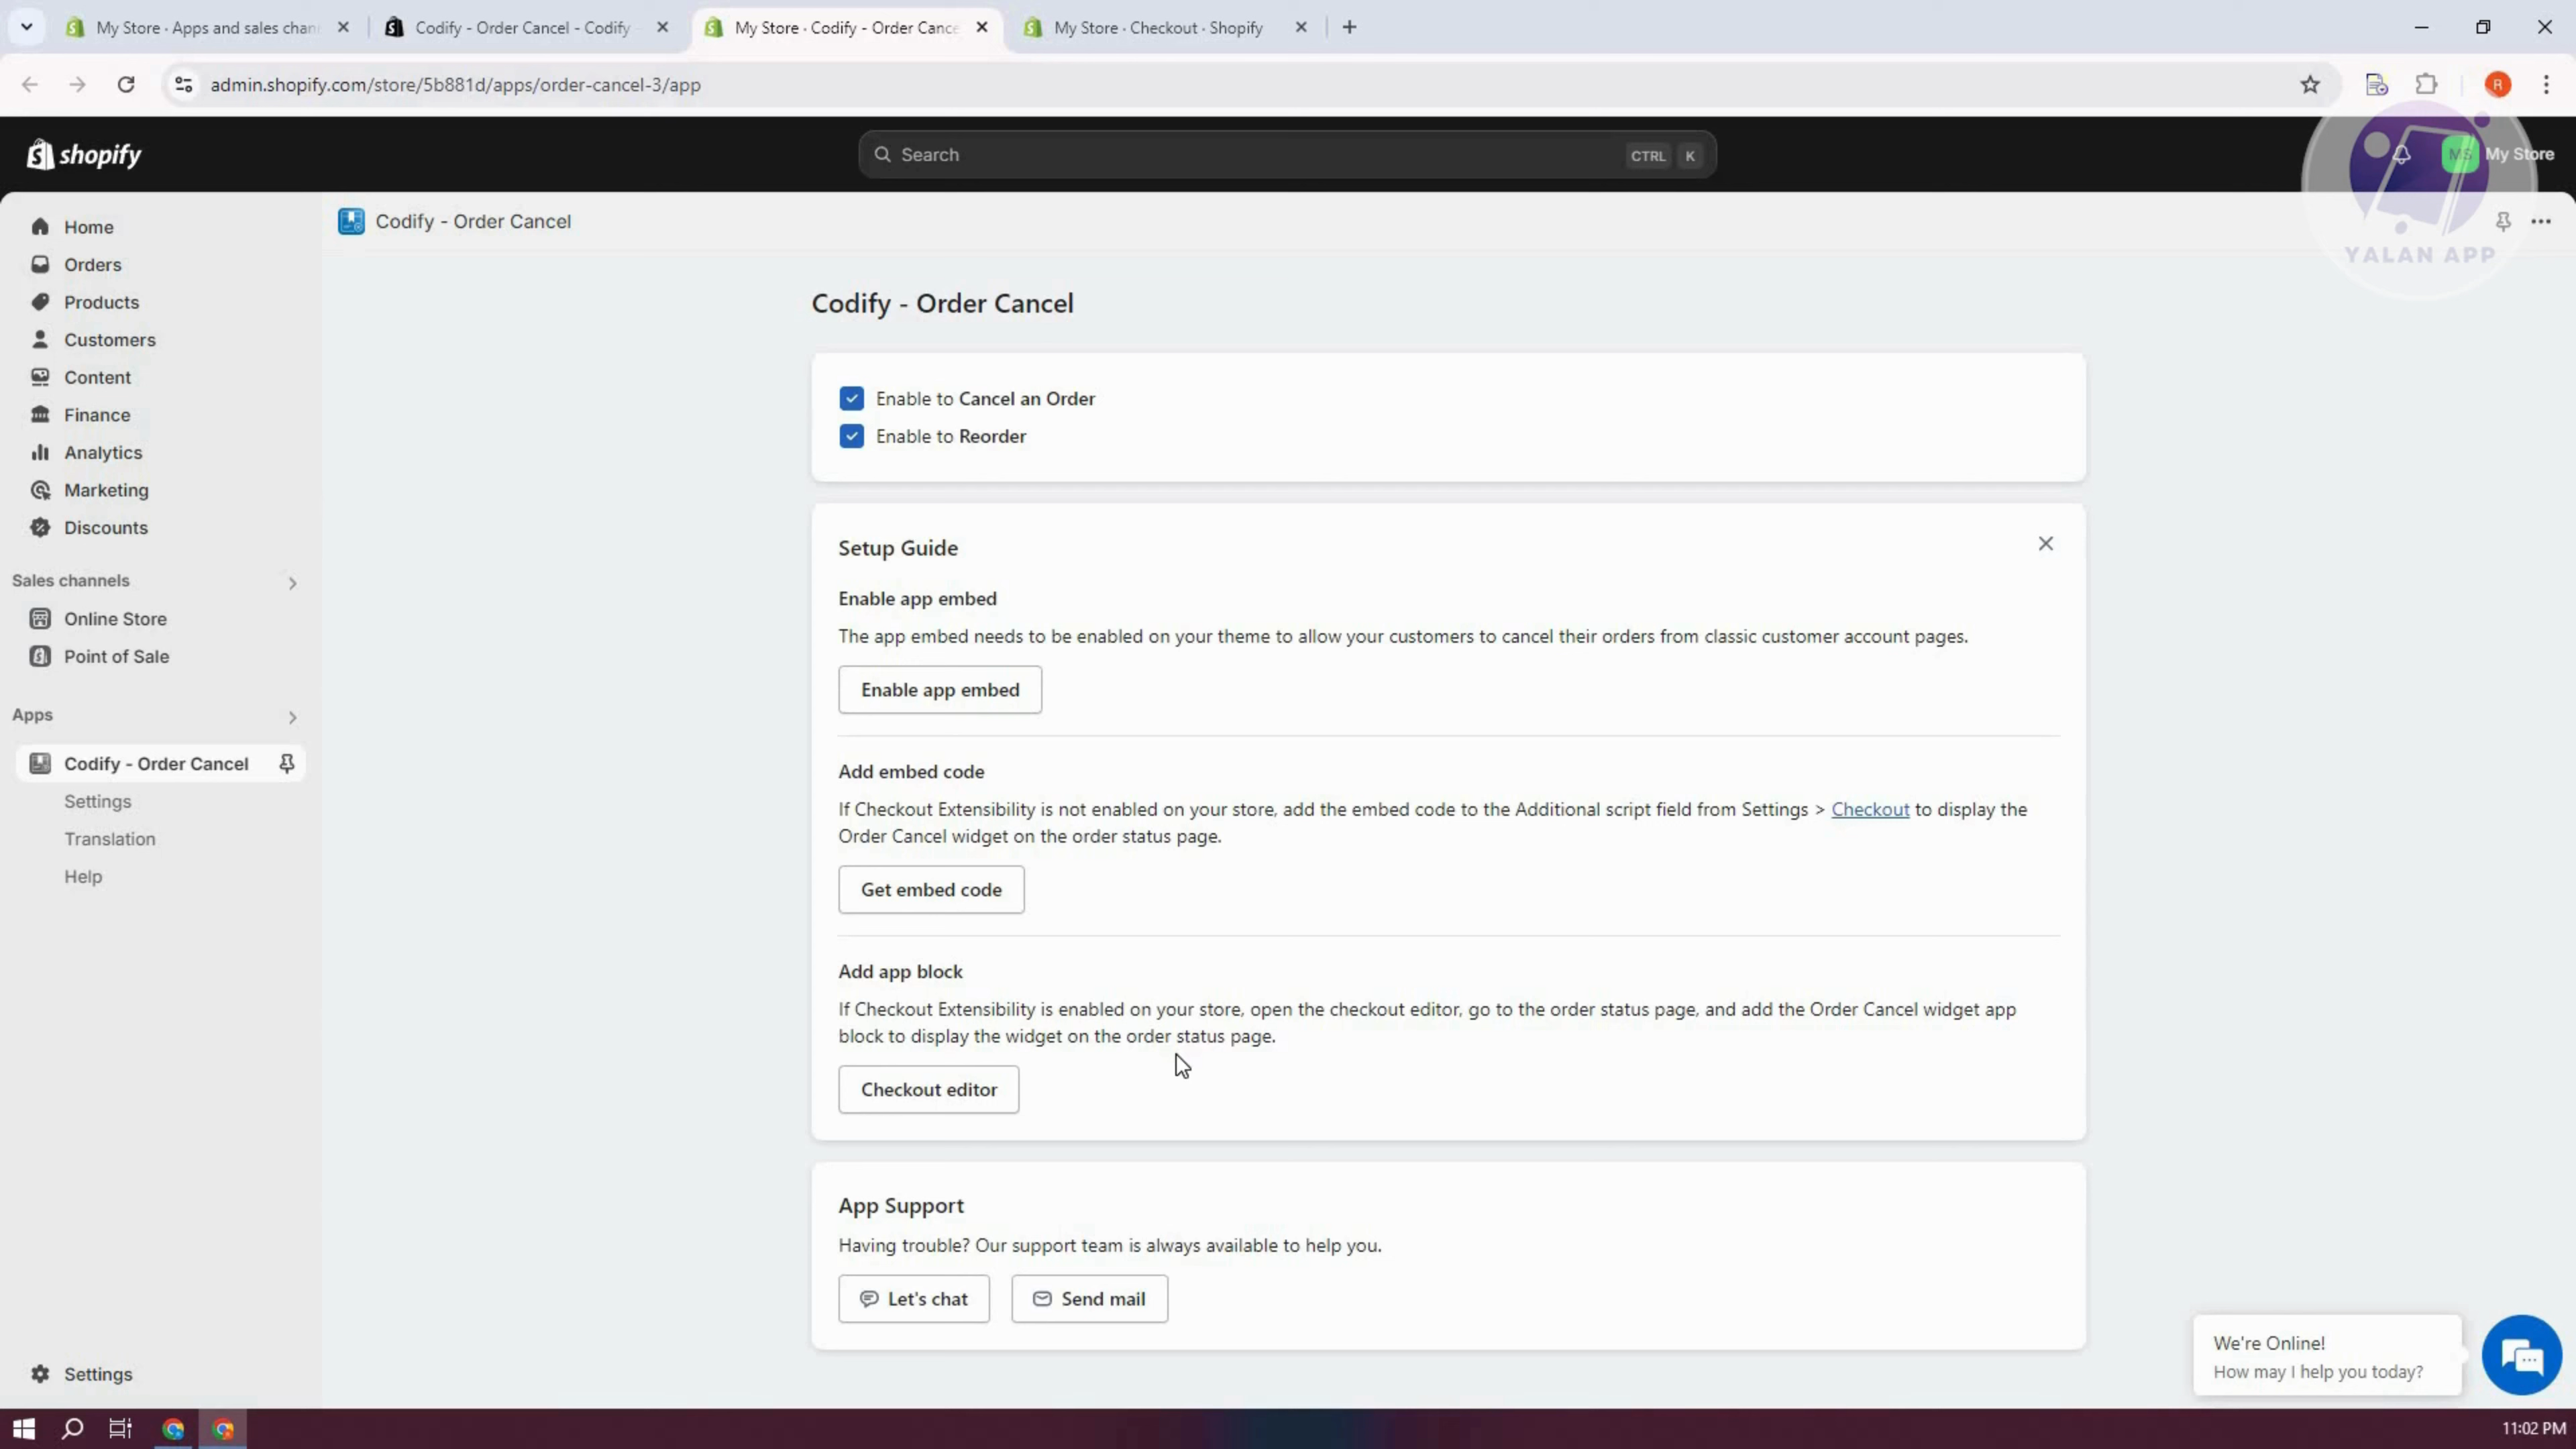 My Store · Apps and sales chan
Codify - Order Cancel - Codify
My Store · Codify - Order Cance
My Store · Checkout · Shopify
admin.shopify.com/store/5b881d/apps/order-cancel-3/app
R
shopify
Search
CTRL K
MS My Store
YALAN APP
Home
Orders
Products
Customers
Content
Finance
Analytics
Marketing
Discounts
Sales channels
Online Store
Point of Sale
Apps
Codify - Order Cancel
Settings
Translation
Help
Settings
Codify - Order Cancel
Codify - Order Cancel
Enable to Cancel an Order
Enable to Reorder
Setup Guide
Enable app embed
The app embed needs to be enabled on your theme to allow your customers to cancel their orders from classic customer account pages.
Enable app embed
Add embed code
If Checkout Extensibility is not enabled on your store, add the embed code to the Additional script field from Settings > Checkout to display the
Order Cancel widget on the order status page.
Get embed code
Add app block
If Checkout Extensibility is enabled on your store, open the checkout editor, go to the order status page, and add the Order Cancel widget app
block to display the widget on the order status page.
Checkout editor
App Support
Having trouble? Our support team is always available to help you.
Let's chat
Send mail
We're Online!
How may I help you today?
11:02 PM